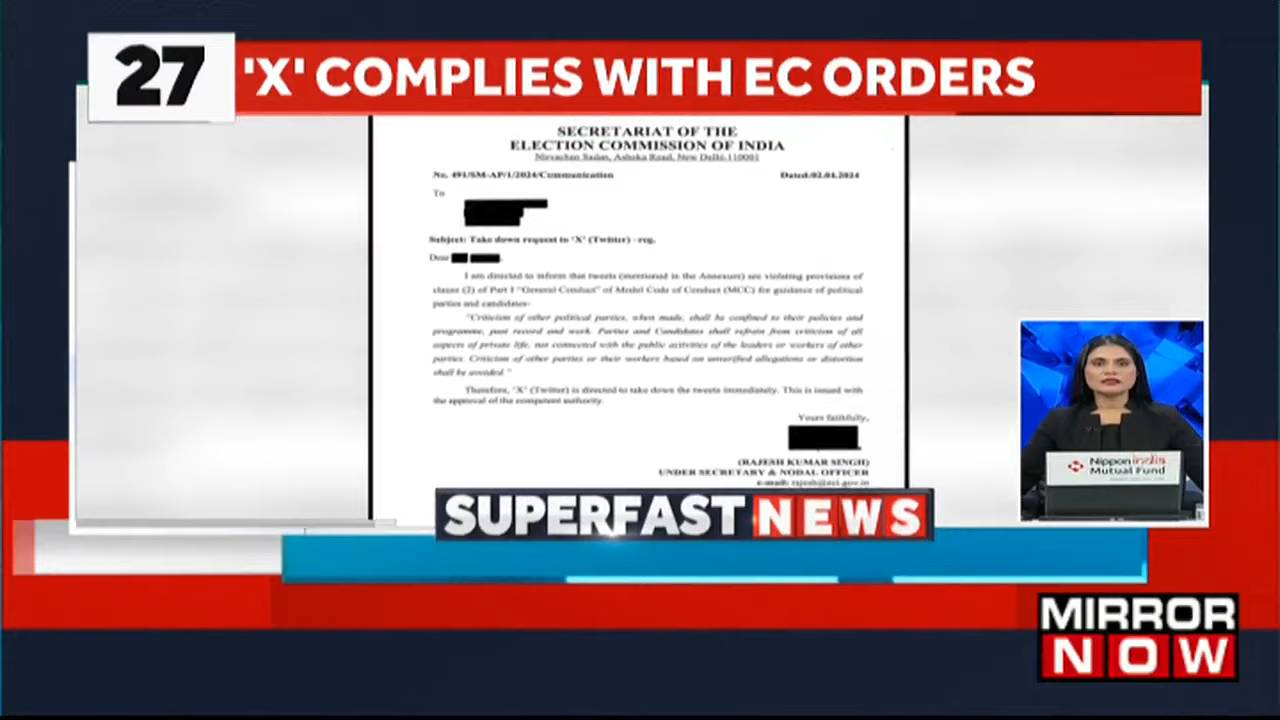 27
'X' COMPLIES WITH EC ORDERS
SECRETARIAT OF THE
ELECTION COMMISSION OF INDIA
Nirvachan Sadan, Ashoka Road, New Delhi-110001
No. 491/SM-AP/1/2024/Communication Dated:02.04.2024
To
Subject: Take down request to 'X' (Twitter) - reg.
Dear
I am directed to inform that tweets (mentioned in the Annexure) are violating provisions of
clause (2) of Part I "General Conduct" of Model Code of Conduct (MCC) for guidance of political
parties and candidates-
"Criticism of other political parties, when made, shall be confined to their policies and
programme, past record and work. Parties and Candidates shall refrain from criticism of all
aspects of private life, not connected with the public activities of the leaders or workers of other
parties. Criticism of other parties or their workers based on unverified allegations or distortion
shall be avoided."
Therefore, 'X' (Twitter) is directed to take down the tweets immediately. This is issued with
the approval of the competent authority.
Yours faithfully,
(RAJESH KUMAR SINGH)
UNDER SECRETARY & NODAL OFFICER
e-mail: rajesh@eci.gov.in
Nippon india
Mutual Fund
SUPERFAST NEWS
MIRROR
NOW